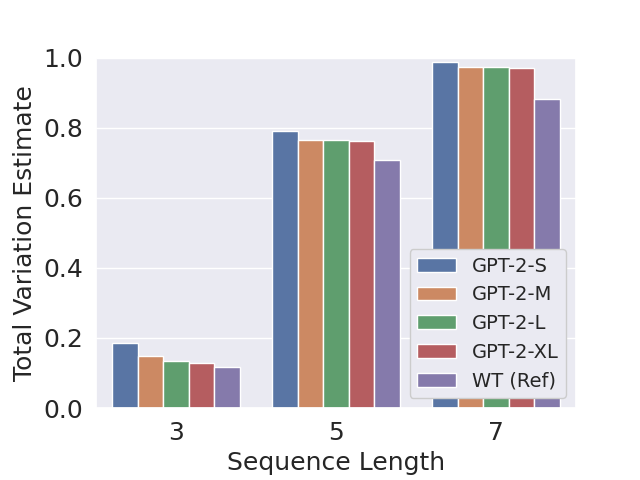 Total Variation Estimate
1.0
0.8
0.6
0.4
0.2
0.0
GPT-2-S
GPT-2-M
GPT-2-L
GPT-2-XL
WT (Ref)
3 5 7
Sequence Length